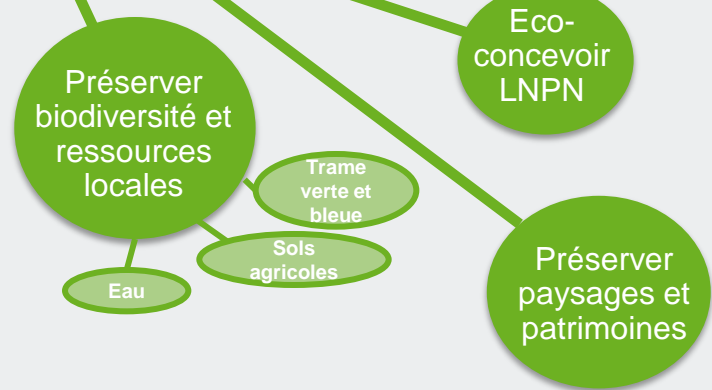 Eco-
concevoir
LNPN
Préserver
biodiversité et
ressources
locales
Trame
verte et
bleue
Sols
agricoles
Eau
Préserver
paysages et
patrimoines